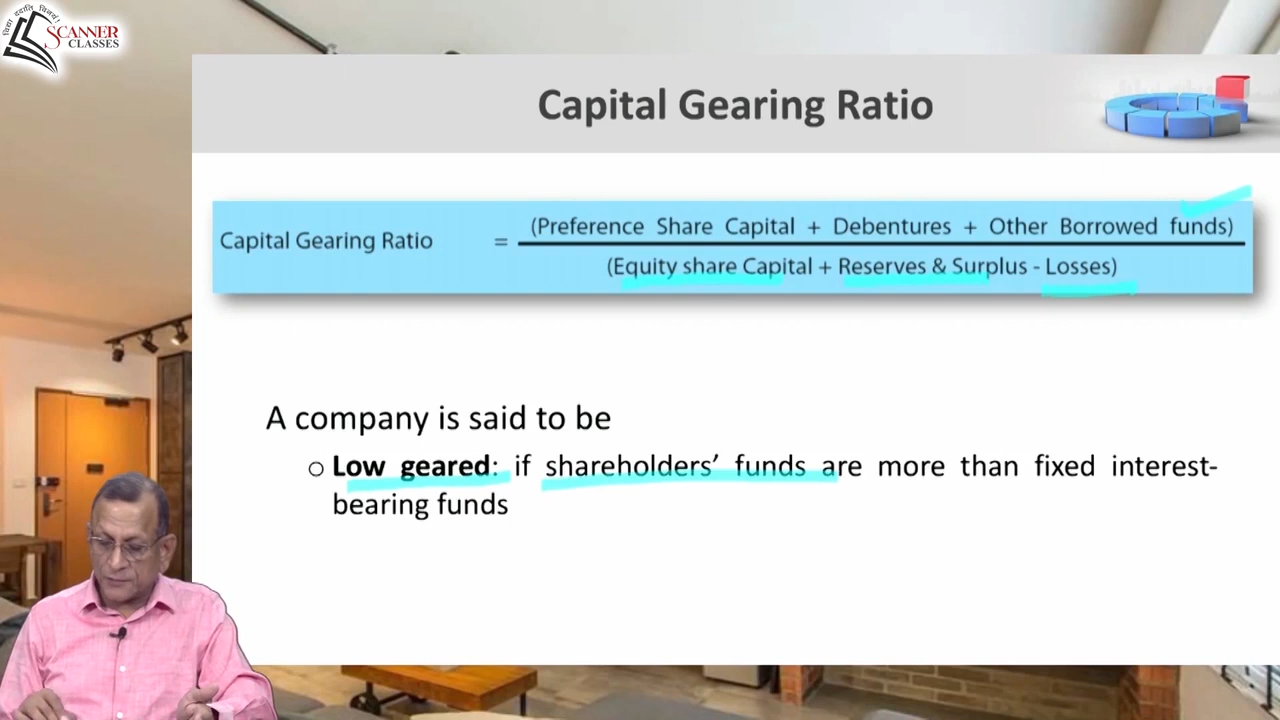 विद्या ददाति विनयं
SCANNER
CLASSES
Capital Gearing Ratio
Capital Gearing Ratio = (Preference Share Capital + Debentures + Other Borrowed funds)
(Equity share Capital + Reserves & Surplus - Losses)
A company is said to be
○ Low geared: if shareholders’ funds are more than fixed interest-
bearing funds